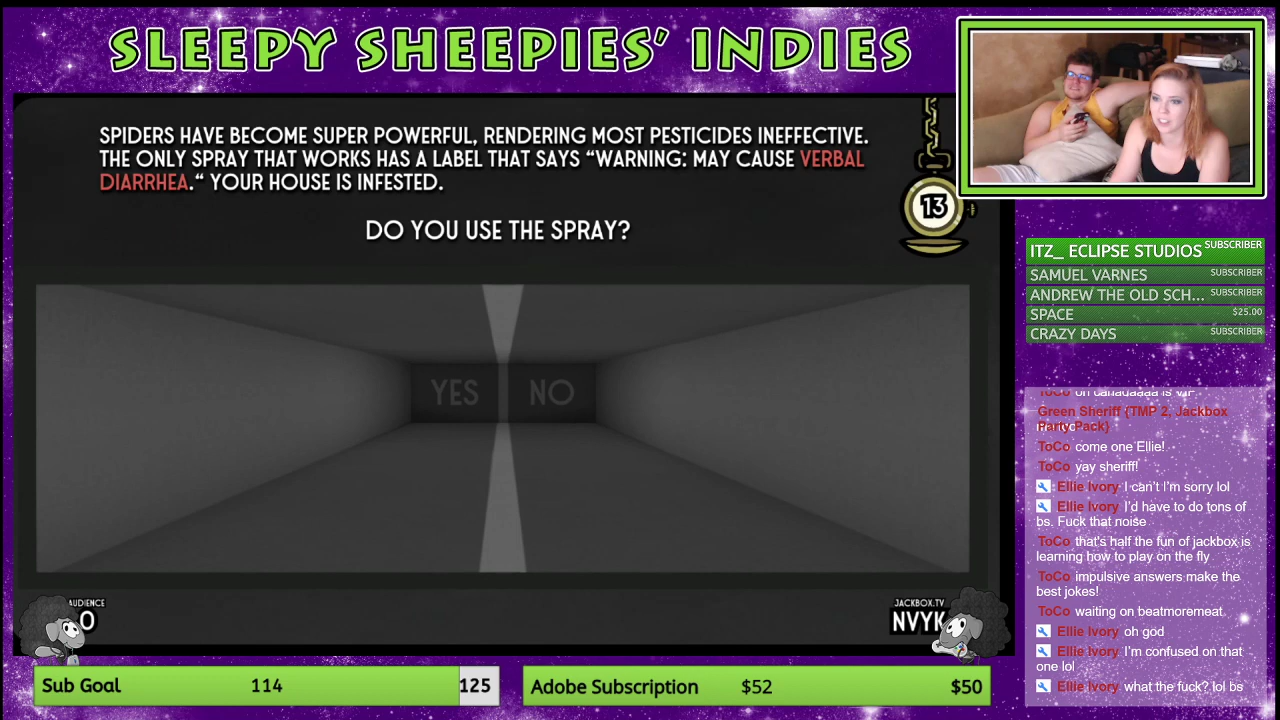 SLEEPY SHEEPIES' INDIES
SPIDERS HAVE BECOME SUPER POWERFUL, RENDERING MOST PESTICIDES INEFFECTIVE.
THE ONLY SPRAY THAT WORKS HAS A LABEL THAT SAYS “WARNING: MAY CAUSE VERBAL
DIARRHEA.“ YOUR HOUSE IS INFESTED.
DO YOU USE THE SPRAY?
13
YES NO
AUDIENCE
0
JACKBOX.TV
NVYK
Sub Goal 114 125
Adobe Subscription $52 $50
ITZ_ ECLIPSE STUDIOS SUBSCRIBER
SAMUEL VARNES SUBSCRIBER
ANDREW THE OLD SCH... SUBSCRIBER
SPACE $25.00
CRAZY DAYS SUBSCRIBER
ToCo is VIP
Green Sheriff {TMP 2, Jackbox
Party Pack}
ToCo come one Ellie!
ToCo yay sheriff!
Ellie Ivory I can't I'm sorry lol
Ellie Ivory I'd have to do tons of
bs. Fuck that noise
ToCo that's half the fun of jackbox is
learning how to play on the fly
ToCo impulsive answers make the
best jokes!
ToCo waiting on beatmoremeat
Ellie Ivory oh god
Ellie Ivory I'm confused on that
one lol
Ellie Ivory what the fuck? lol bs